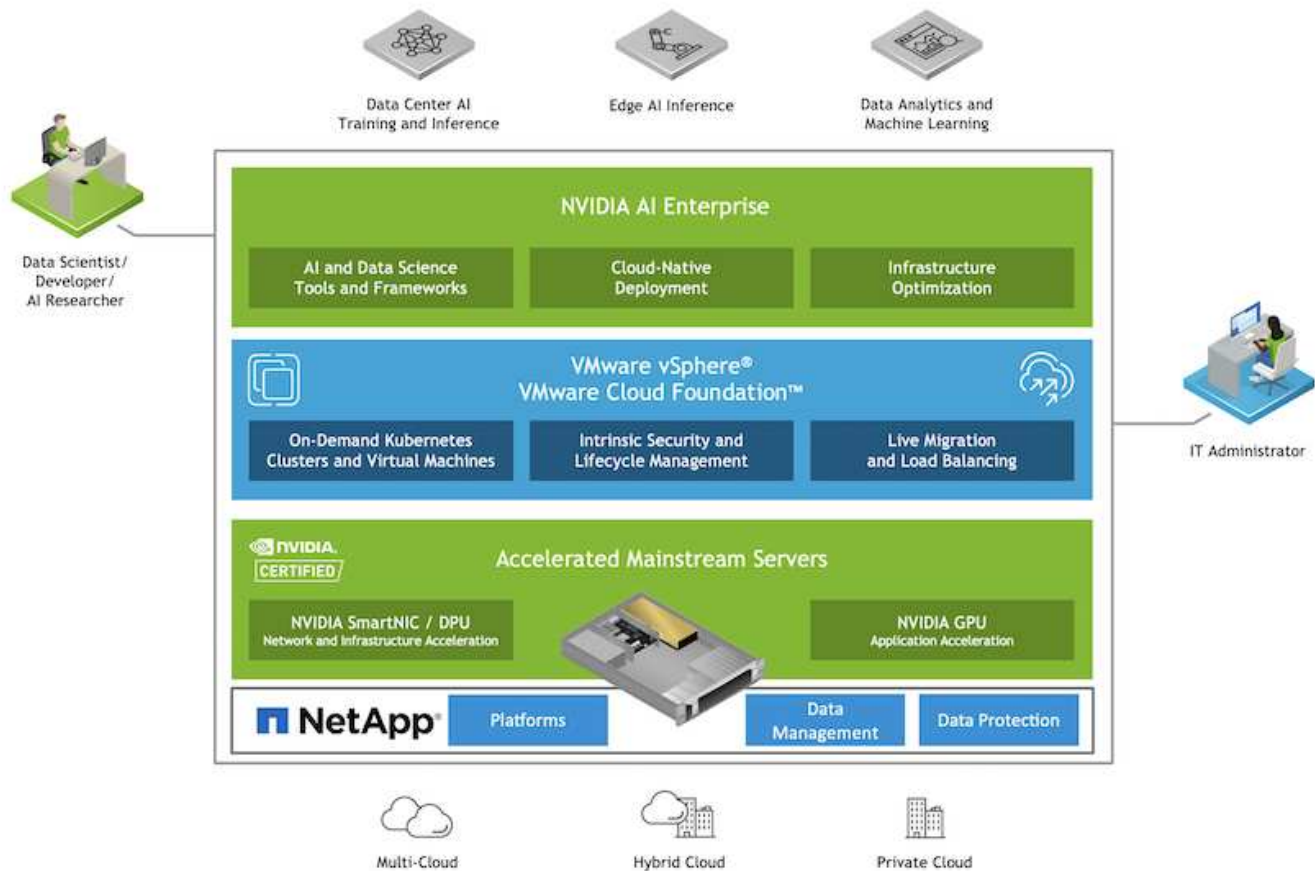 Data Center AI
Training and Inference
Edge AI Inference
Data Analytics and
Machine Learning
Data Scientist/
Developer/
AI Researcher
NVIDIA AI Enterprise
AI and Data Science
Tools and Frameworks
Cloud-Native
Deployment
Infrastructure
Optimization
VMware vSphere®
VMware Cloud Foundation™
On-Demand Kubernetes
Clusters and Virtual Machines
Intrinsic Security and
Lifecycle Management
Live Migration
and Load Balancing
IT Administrator
NVIDIA.
CERTIFIED
Accelerated Mainstream Servers
NVIDIA SmartNIC / DPU
Network and Infrastructure Acceleration
NVIDIA GPU
Application Acceleration
NetApp®
Platforms
Data
Management
Data Protection
Multi-Cloud
Hybrid Cloud
Private Cloud